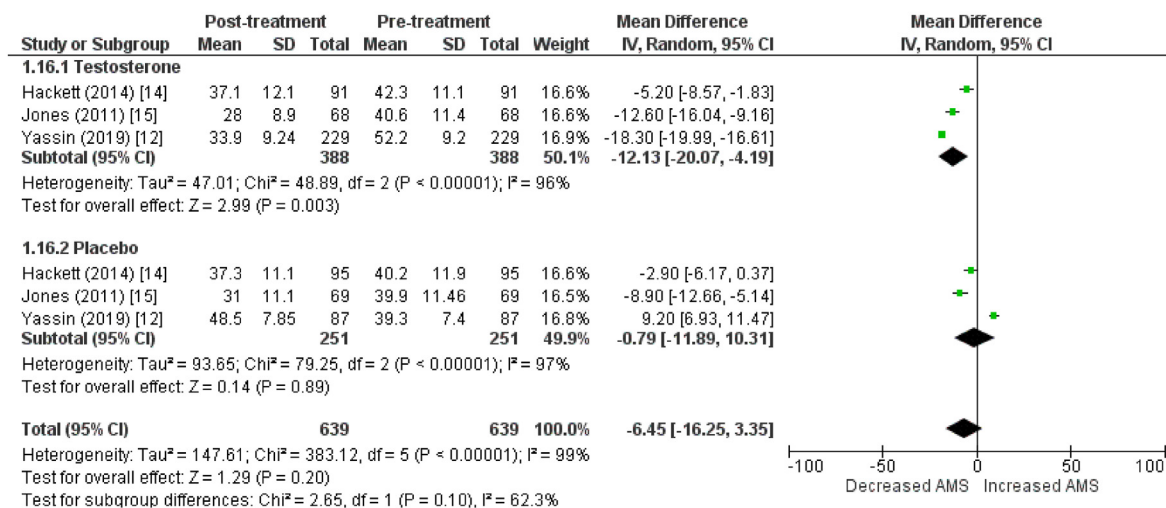 Post-treatment Pre-treatment Mean Difference Mean Difference
Study or Subgroup Mean SD Total Mean SD Total Weight IV, Random, 95% CI IV, Random, 95% CI
1.16.1 Testosterone
Hackett (2014) [14] 37.1 12.1 91 42.3 11.1 91 16.6% -5.20 [-8.57, -1.83]
Jones (2011) [15] 28 8.9 68 40.6 11.4 68 16.6% -12.60 [-16.04, -9.16]
Yassin (2019) [12] 33.9 9.24 229 52.2 9.2 229 16.9% -18.30 [-19.99, -16.61]
Subtotal (95% CI) 388 388 50.1% -12.13 [-20.07, -4.19]
Heterogeneity: Tau² = 47.01; Chi² = 48.89, df = 2 (P < 0.00001); I² = 96%
Test for overall effect: Z = 2.99 (P = 0.003)
1.16.2 Placebo
Hackett (2014) [14] 37.3 11.1 95 40.2 11.9 95 16.6% -2.90 [-6.17, 0.37]
Jones (2011) [15] 31 11.1 69 39.9 11.46 69 16.5% -8.90 [-12.66, -5.14]
Yassin (2019) [12] 48.5 7.85 87 39.3 7.4 87 16.8% 9.20 [6.93, 11.47]
Subtotal (95% CI) 251 251 49.9% -0.79 [-11.89, 10.31]
Heterogeneity: Tau² = 93.65; Chi² = 79.25, df = 2 (P < 0.00001); I² = 97%
Test for overall effect: Z = 0.14 (P = 0.89)
Total (95% CI) 639 639 100.0% -6.45 [-16.25, 3.35]
Heterogeneity: Tau² = 147.61; Chi² = 383.12, df = 5 (P < 0.00001); I² = 99%
Test for overall effect: Z = 1.29 (P = 0.20)
Test for subgroup differences: Chi² = 2.65, df = 1 (P = 0.10), I² = 62.3%
-100 -50 0 50 100
Decreased AMS Increased AMS